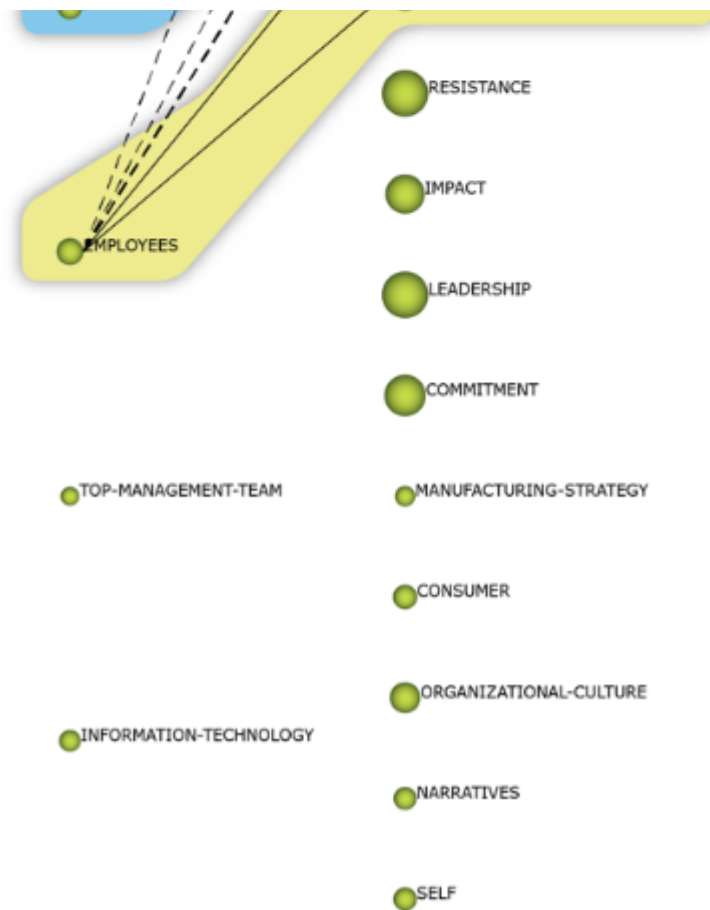 RESISTANCE
IMPACT
EMPLOYEES
LEADERSHIP
COMMITMENT
TOP-MANAGEMENT-TEAM
MANUFACTURING-STRATEGY
CONSUMER
ORGANIZATIONAL-CULTURE
INFORMATION-TECHNOLOGY
NARRATIVES
SELF